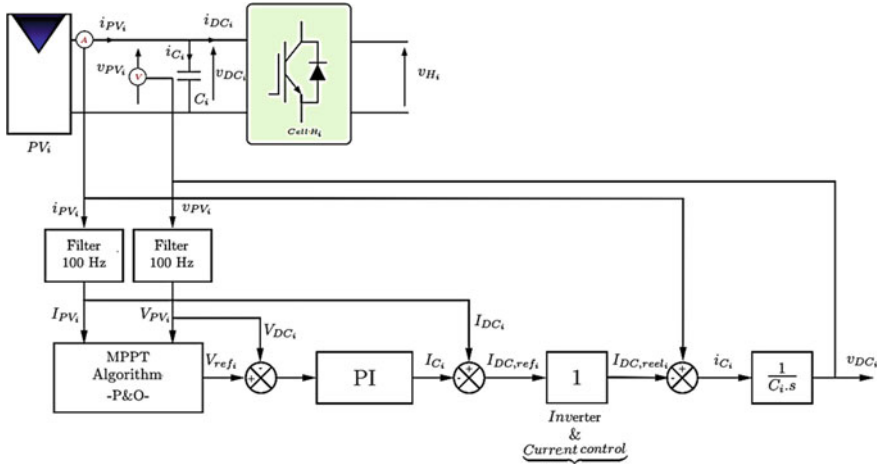 i_{PV_i}
i_{DC_i}
A
i_{C_i}
v_{PV_i}
V
v_{DC_i}
C_i
v_{H_i}
Cell-H_i
PV_i
i_{PV_i}
v_{PV_i}
Filter
100 Hz
Filter
100 Hz
I_{PV_i}
V_{PV_i}
V_{DC_i}
I_{DC_i}
MPPT
Algorithm
-P&O-
V_{ref_i}
+
-
PI
I_{C_i}
-
+
I_{DC,ref_i}
1
I_{DC,reel_i}
-
+
i_{C_i}
1
C_i.s
v_{DC_i}
Inverter
&
Current control